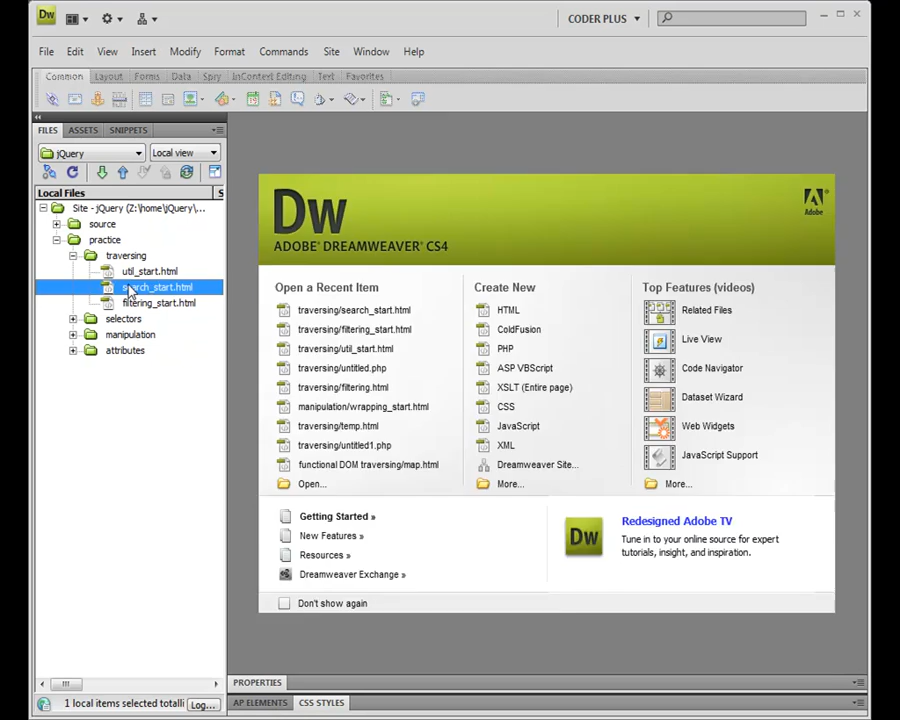 Dw
CODER PLUS
File Edit View Insert Modify Format Commands Site Window Help
Common Layout Forms Data Spry InContext Editing Text Favorites
FILES ASSETS SNIPPETS
jQuery Local view
Local Files S
Site - jQuery (Z:\home\jQuery\...
source
practice
traversing
util_start.html
search_start.html
filtering_start.html
selectors
manipulation
attributes
1 local items selected totalli Log...
Dw
ADOBE® DREAMWEAVER® CS4
Adobe
Open a Recent Item
traversing/search_start.html
traversing/filtering_start.html
traversing/util_start.html
traversing/untitled.php
traversing/filtering.html
manipulation/wrapping_start.html
traversing/temp.html
traversing/untitled1.php
functional DOM traversing/map.html
Open...
Create New
HTML
ColdFusion
PHP
ASP VBScript
XSLT (Entire page)
CSS
JavaScript
XML
Dreamweaver Site...
More...
Top Features (videos)
Related Files
Live View
Code Navigator
Dataset Wizard
Web Widgets
JavaScript Support
More...
Getting Started »
New Features »
Resources »
Dreamweaver Exchange »
Dw
Redesigned Adobe TV
Tune in to your online source for expert
tutorials, insight, and inspiration.
Don't show again
PROPERTIES
AP ELEMENTS CSS STYLES